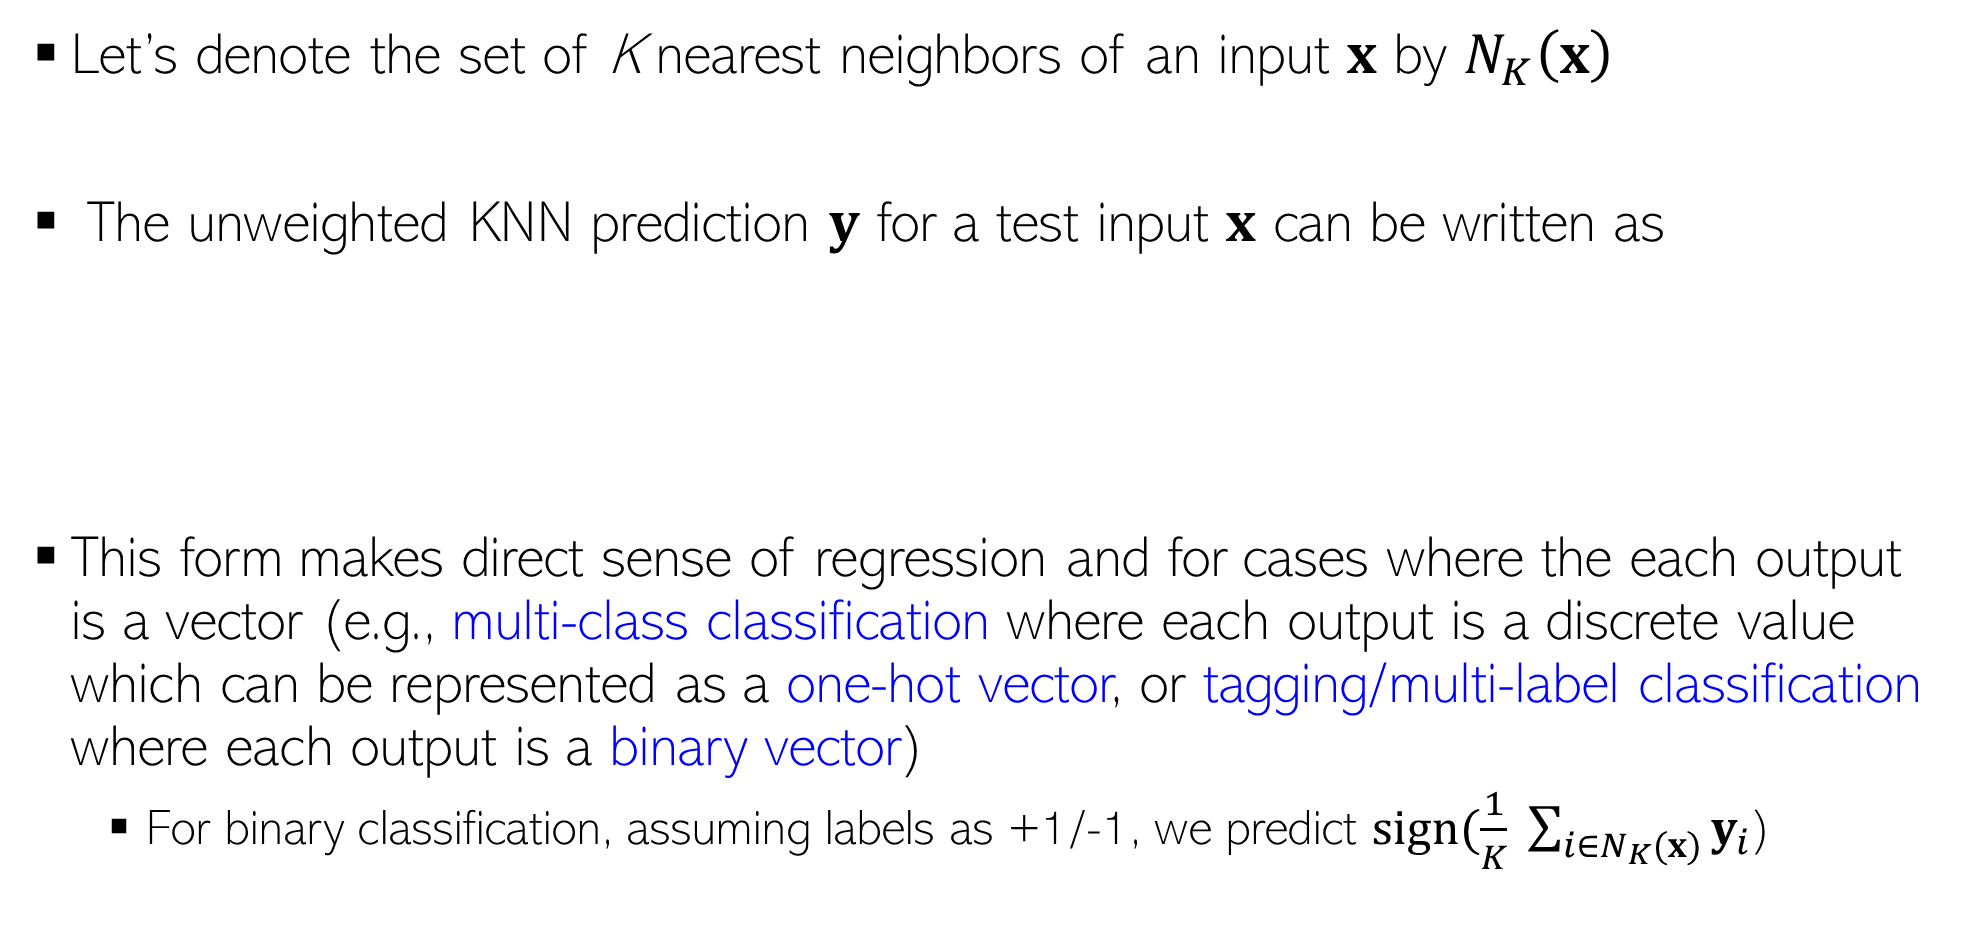 ▪ Let's denote the set of K nearest neighbors of an input 𝐱 by N_K(𝐱)
▪ The unweighted KNN prediction 𝐲 for a test input 𝐱 can be written as
▪ This form makes direct sense of regression and for cases where the each output
is a vector (e.g., multi-class classification where each output is a discrete value
which can be represented as a one-hot vector, or tagging/multi-label classification
where each output is a binary vector)
▪ For binary classification, assuming labels as +1/-1, we predict sign(1/K ∑_{i∈N_K(𝐱)} 𝐲_i)